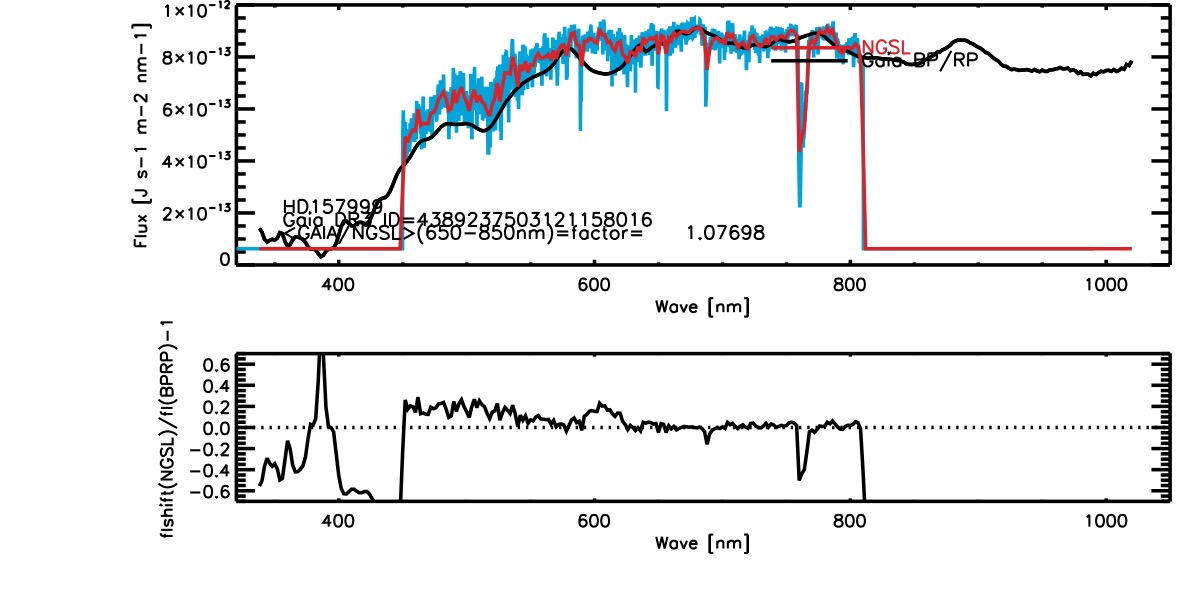 1×10−12
8×10−13
6×10−13
4×10−13
2×10−13
0
Flux [J s−1 m−2 nm−1]
NGSL
Gaia BP/RP
HD157999
Gaia DR3 ID=4389237503121158016
<GAIA/NGSL>(650−850nm)=factor= 1.07698
400 600 800 1000
Wave [nm]
flshift(NGSL)/fl(BPRP)−1
0.6
0.4
0.2
0.0
−0.2
−0.4
−0.6
400 600 800 1000
Wave [nm]